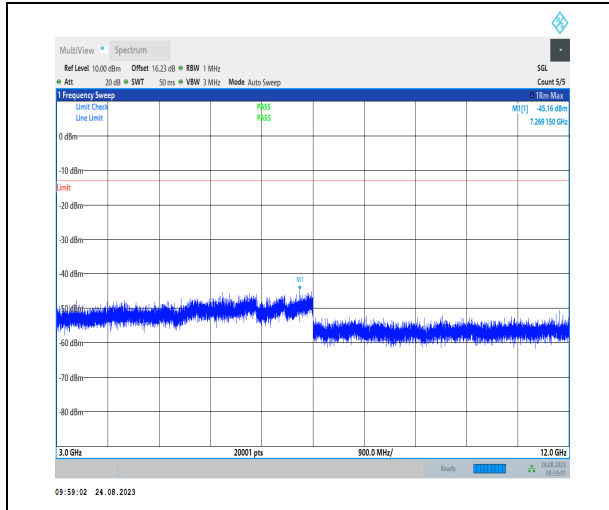 MultiView Spectrum
Ref Level 10.00 dBm Offset 16.23 dB RBW 1 MHz SGL
Att 20 dB SWT 50 ms VBW 3 MHz Mode Auto Sweep Count 5/5
1 Frequency Sweep 1Rm Max
Limit Check PASS M1[1] -45.16 dBm
Line Limit PASS 7.269 150 GHz
0 dBm
-10 dBm
Limit
-20 dBm
-30 dBm
-40 dBm
M1
-50 dBm
-60 dBm
-70 dBm
-80 dBm
3.0 GHz 20001 pts 900.0 MHz/ 12.0 GHz
Ready 24.08.2023
09:59:01
09:59:02 24.08.2023